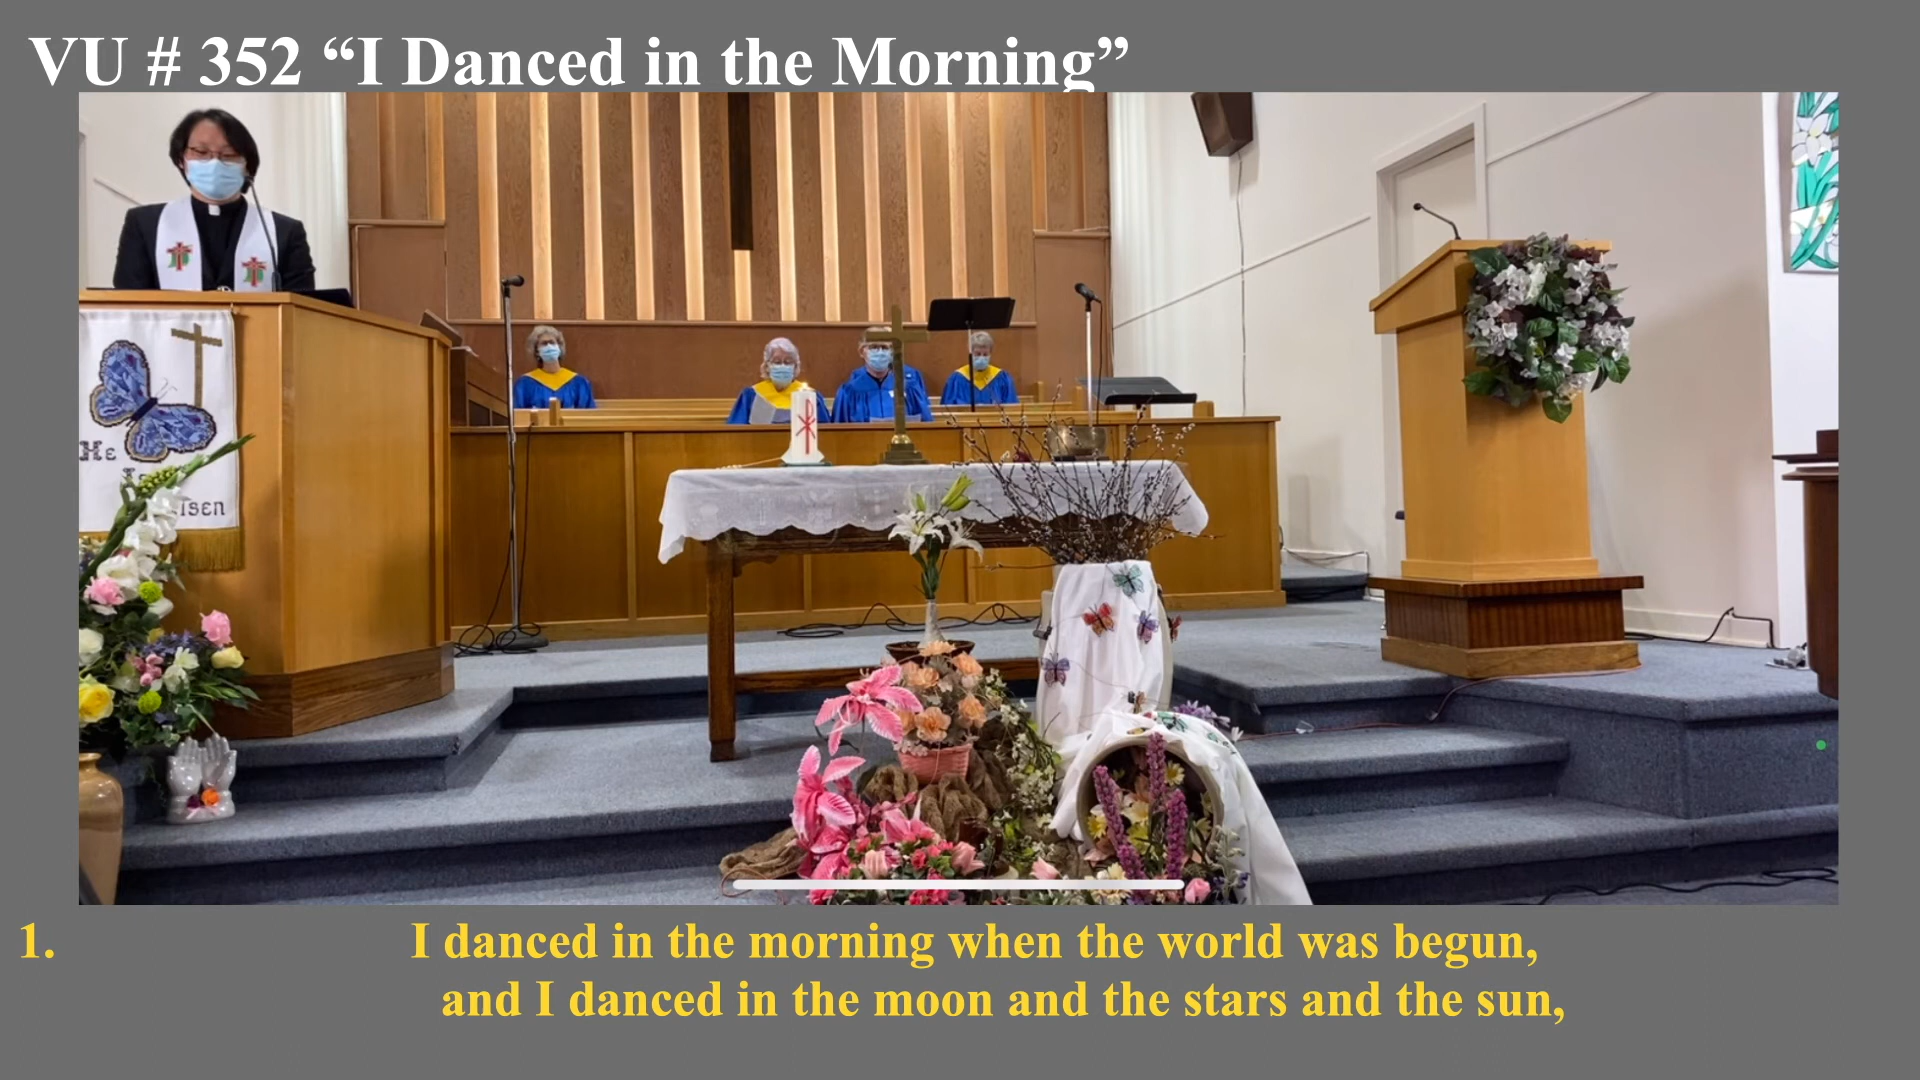 VU # 352 “I Danced in the Morning”
He
isen
1. I danced in the morning when the world was begun,
and I danced in the moon and the stars and the sun,